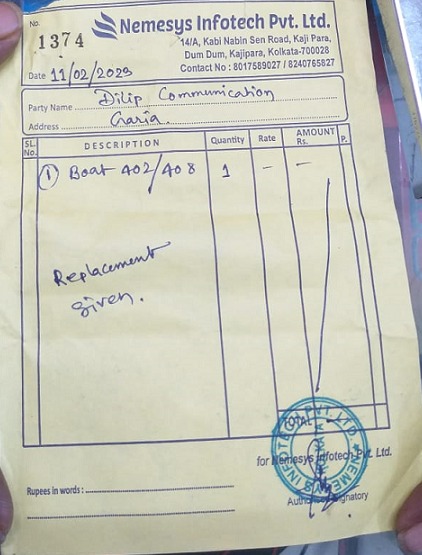 No.
1374
Nemesys Infotech Pvt. Ltd.
14/A, Kabi Nabin Sen Road, Kaji Para,
Dum Dum, Kajipara, Kolkata-700028
Contact No : 8017589027 / 8240765827
Date 11/02/2023
Party Name Dilip Communication
Address Garia.
SL. No. DESCRIPTION Quantity Rate AMOUNT Rs. P.
1 Boat 402/408 1 - -
Replacement
given.
TOTAL
NEMESYS INFOTECH PVT. LTD.
for Nemesys Infotech Pvt. Ltd.
Rupees in words :
Authorised Signatory